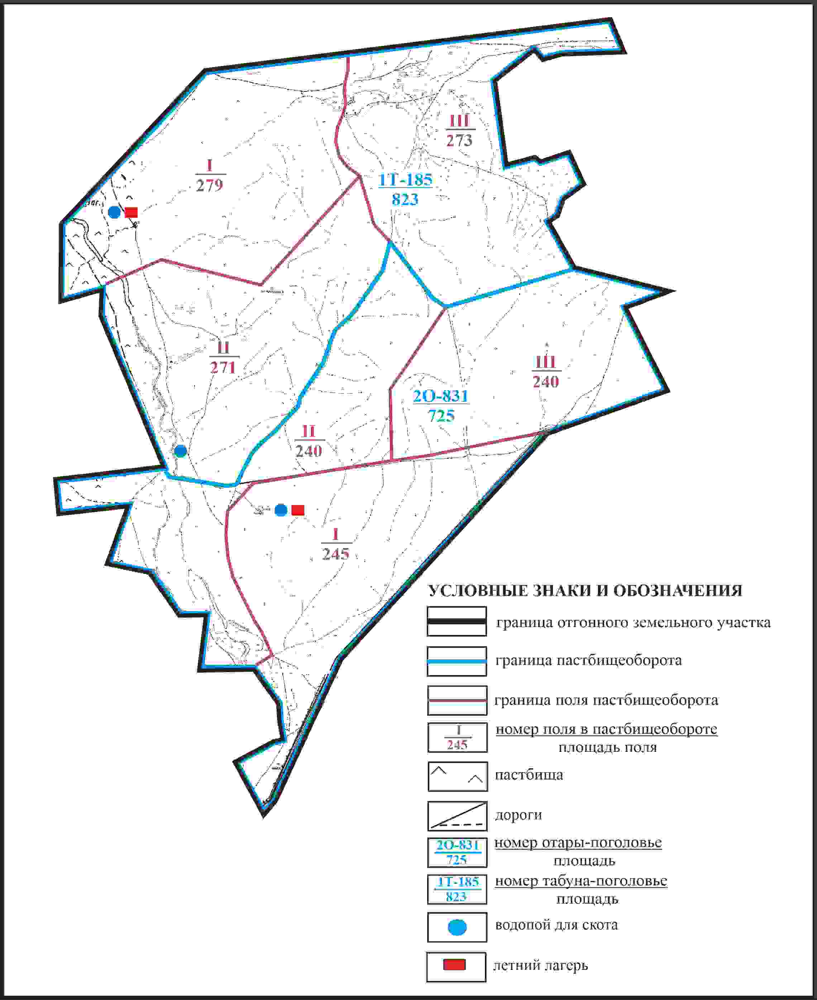 III
273
I
279
1Т-185
823
II
271
III
240
2О-831
725
II
240
I
245
УСЛОВНЫЕ ЗНАКИ И ОБОЗНАЧЕНИЯ
граница отгонного земельного участка
граница пастбищеоборота
граница поля пастбищеоборота
I
245
номер поля в пастбищеобороте
площадь поля
пастбища
дороги
2О-831
725
номер отары-поголовье
площадь
1Т-185
823
номер табуна-поголовье
площадь
водопой для скота
летний лагерь